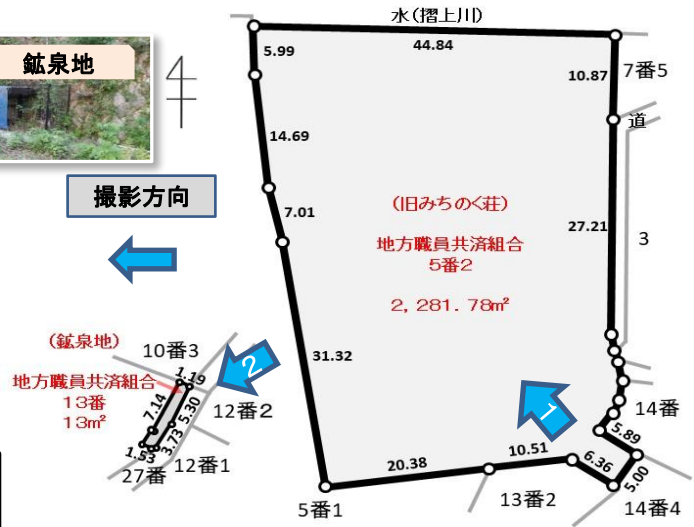 鉱泉地
撮影方向
水(摺上川)
44.84
5.99
10.87
7番5
道
14.69
7.01
27.21
3
(旧みちのく荘)
地方職員共済組合
5番2
2,281.78㎡
31.32
(鉱泉地)
10番3
地方職員共済組合
13番
13㎡
1.19
7.14
5.30
3.73
1.53
2
12番2
12番1
27番
1
14番
5.89
5.00
6.36
10.51
20.38
5番1
13番2
14番4